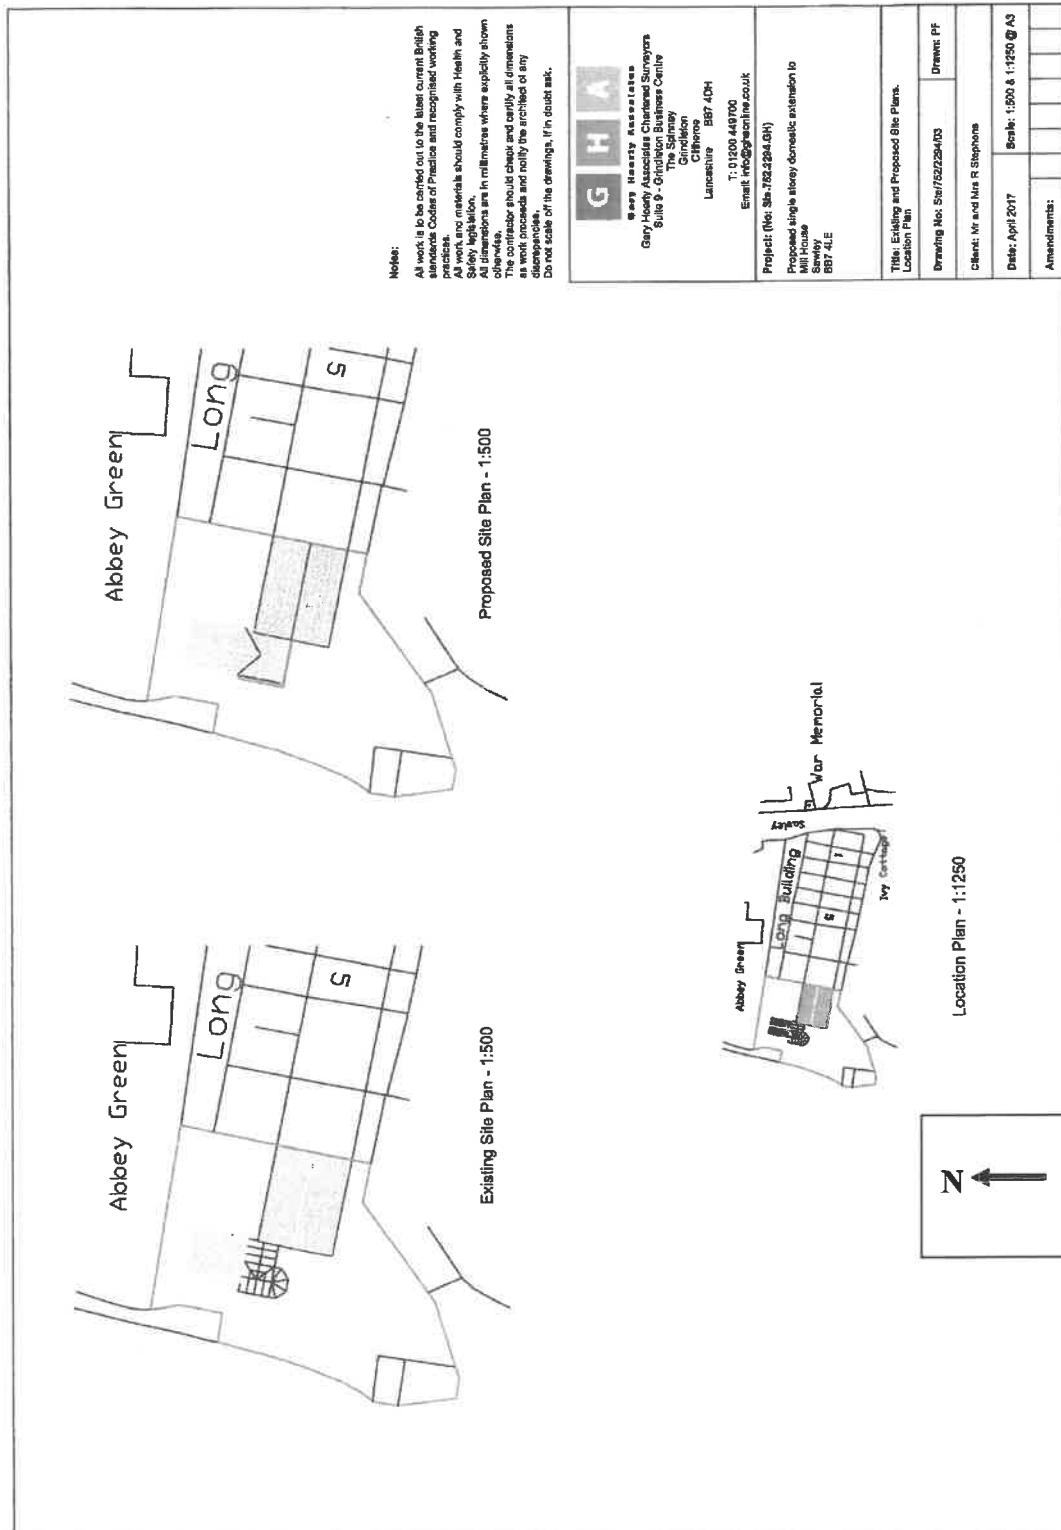 Abbey Green
Long
5
Existing Site Plan - 1:500
Abbey Green
Long
5
Proposed Site Plan - 1:500
Abbey Green
Long Building
5
1
Sawley
War Memorial
Ivy Cottage
Location Plan - 1:1250
N
Notes:
All work is to be carried out to the latest current British
standards Codes of Practice and recognised working
practices.
All work and materials should comply with Health and
Safety legislation.
All dimensions are in millimetres where explicitly shown
otherwise.
The contractor should check and certify all dimensions
as work proceeds and notify the architect of any
discrepancies.
Do not scale off the drawings, if in doubt ask.
G H A
Gary Hoerty Associates
Gary Hoerty Associates Chartered Surveyors
Suite 9 - Grindleton Business Centre
The Spinney
Grindleton
Clitheroe
Lancashire BB7 4DH
T: 01200 449700
Email: info@ghaonline.co.uk
Project: (No: Ste-752.2294.GH)
Proposed single storey domestic extension to
Mill House
Sawley
BB7 4LE
Title: Existing and Proposed Site Plans.
Location Plan
Drawing No: Ste/752/2294/03
Drawn: PF
Client: Mr and Mrs R Stephons
Date: April 2017
Scale: 1:500 & 1:1250 @ A3
Amendments: